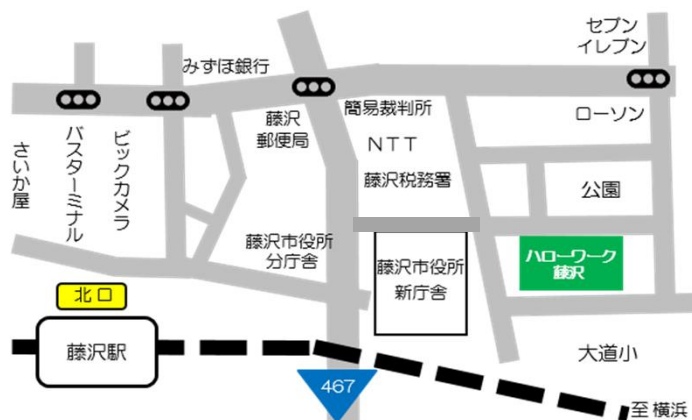 セブン
イレブン
みずほ銀行
簡易裁判所
ローソン
藤沢
郵便局
NTT
さいか屋
バスターミナル
ビックカメラ
藤沢税務署
公園
藤沢市役所
分庁舎
藤沢市役所
新庁舎
ハローワーク
藤沢
北口
藤沢駅
大道小
467
至 横浜